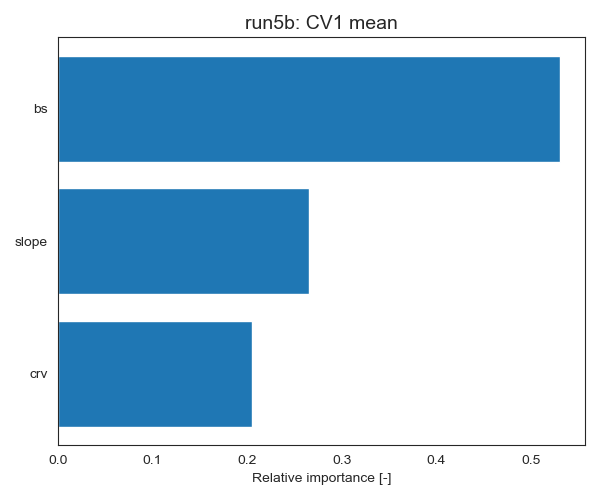 run5b: CV1 mean
bs
slope
crv
0.0 0.1 0.2 0.3 0.4 0.5
Relative importance [-]